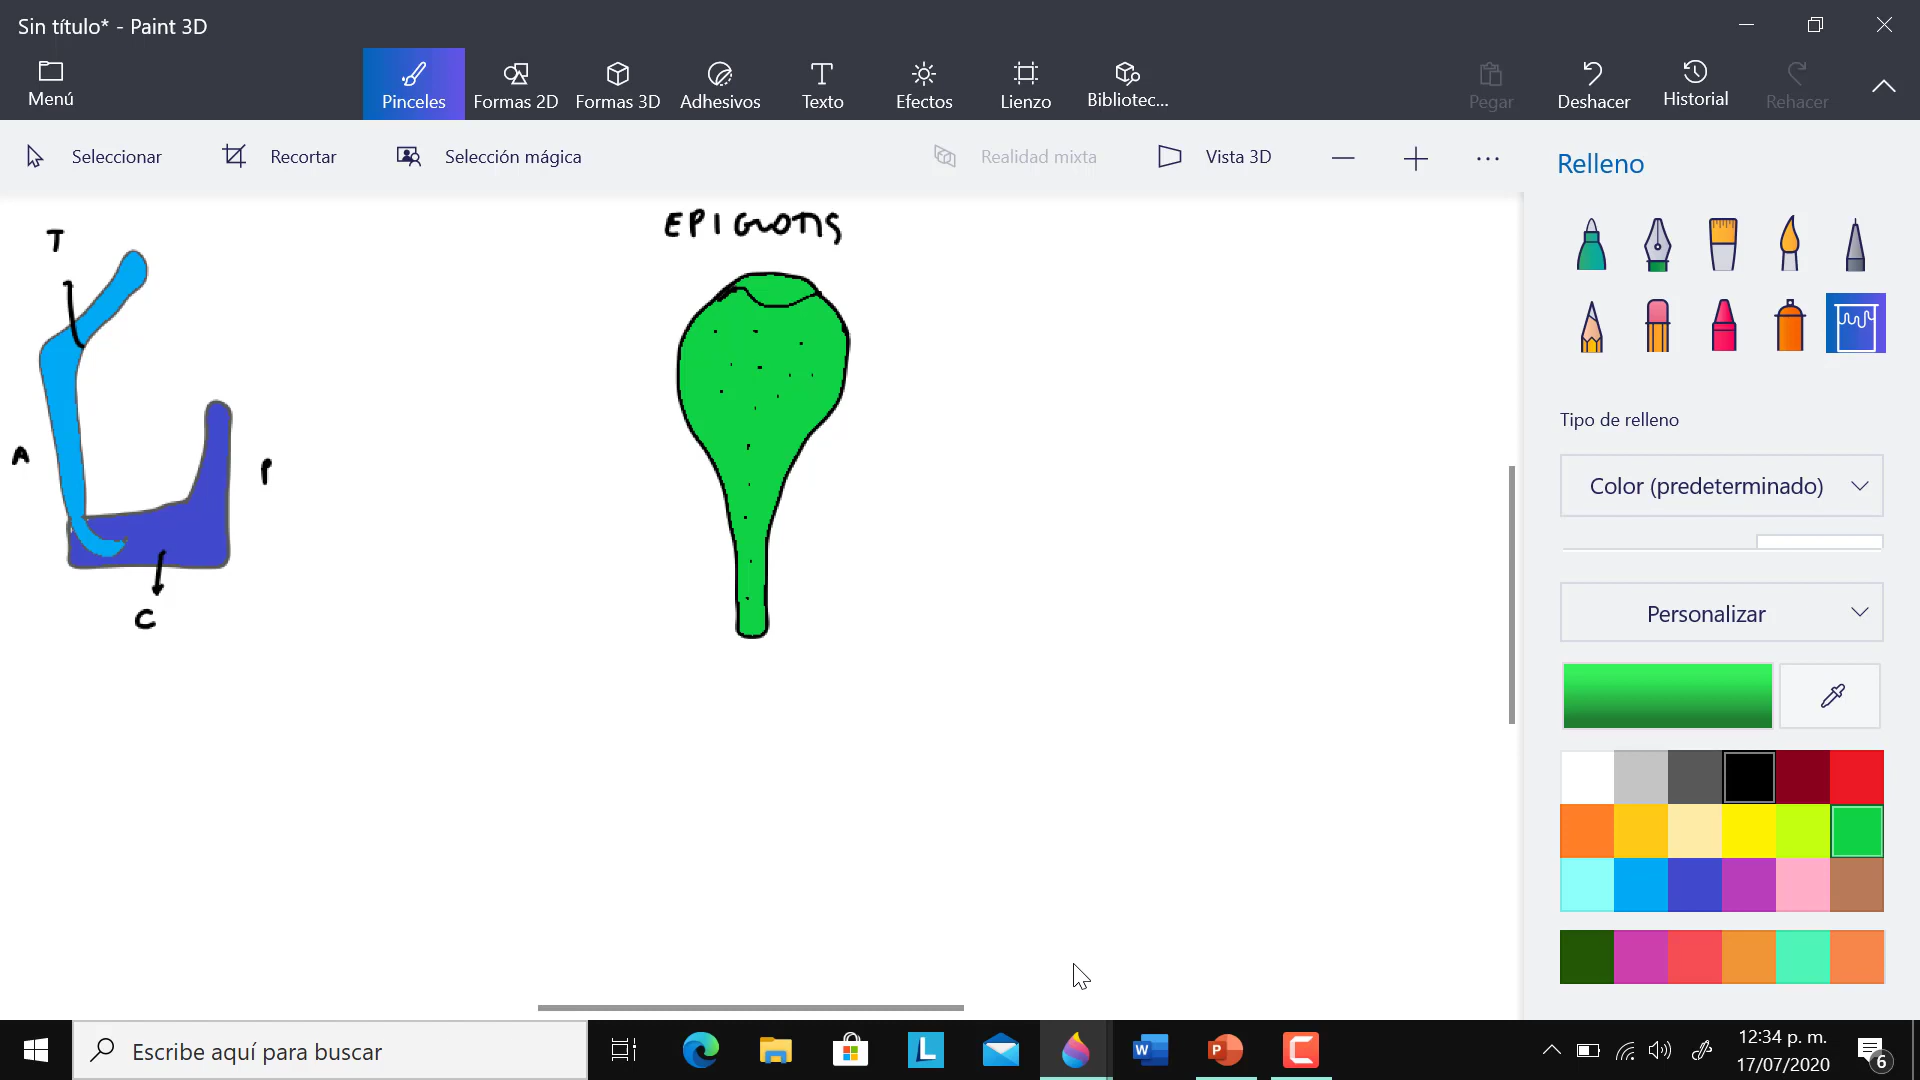 Sin título* - Paint 3D
Menú
Pinceles
Formas 2D
Formas 3D
Adhesivos
Texto
Efectos
Lienzo
Bibliotec...
Pegar
Deshacer
Historial
Rehacer
Seleccionar
Recortar
Selección mágica
Realidad mixta
Vista 3D
Relleno
T
EPIGLOTIS
A
P
C
Tipo de relleno
Color (predeterminado)
Personalizar
Escribe aquí para buscar
12:34 p. m.
17/07/2020
6